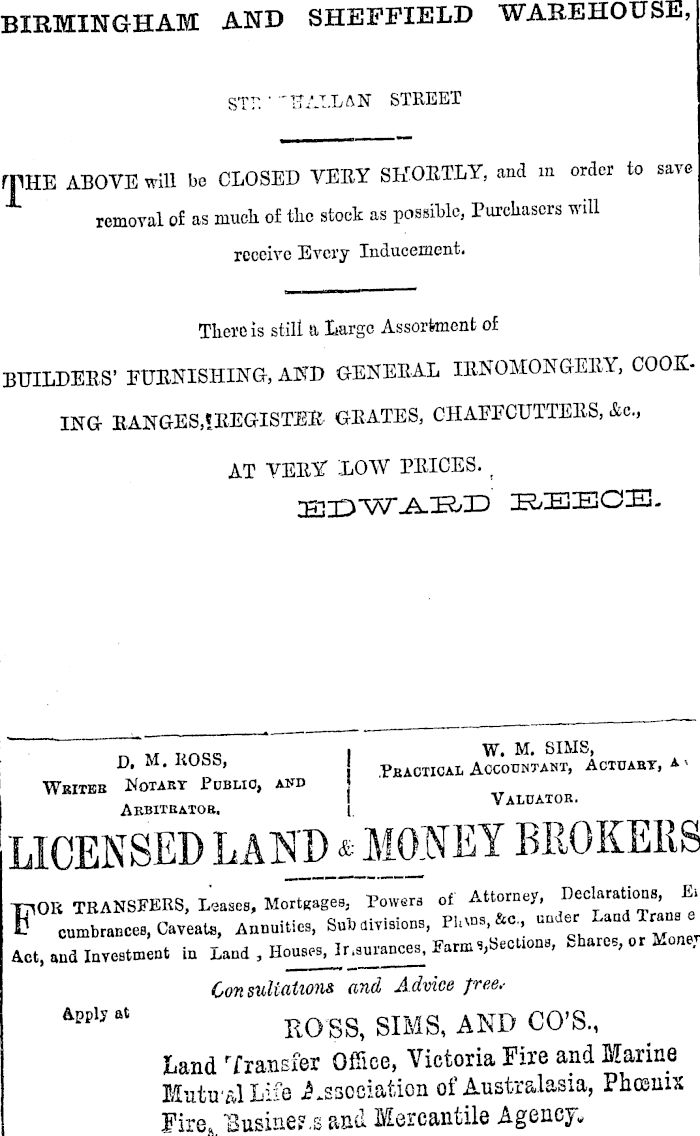 BIRMINGHAM AND SHEFFIELD WAREHOUSE,
STREET
THE ABOVE will be CLOSED VERY SHORTLY, and in order to save
removal of as much of the stock as possible, Purchasers will
receive Every Inducement.
There is still a Large Assortment of
BUILDERS' FURNISHING, AND GENERAL IRNOMONGERY, COOK-
ING RANGES, REGISTER GRATES, CHAFFCUTTERS, &c.,
AT VERY LOW PRICES.
EDWARD REECE.
D. M. ROSS,
WRITER NOTARY PUBLIC, AND
ARBITRATOR.
W. M. SIMS,
PRACTICAL ACCOUNTANT, ACTUARY,
VALUATOR.
LICENSED LAND & MONEY BROKERS
FOR TRANSFERS, Leases, Mortgages, Powers of Attorney, Declarations,
cumbrances, Caveats, Annuities, Subdivisions, Plans, &c., under Land
Act, and Investment in Land, Houses, Insurances, Farms, Sections, Shares, or Money
Consultations and Advice free.
Apply at
ROSS, SIMS, AND CO'S.,
Land Transfer Office, Victoria Fire and Marine
Mutual Life Association of Australasia, Phœnix
Fire, Business and Mercantile Agency.